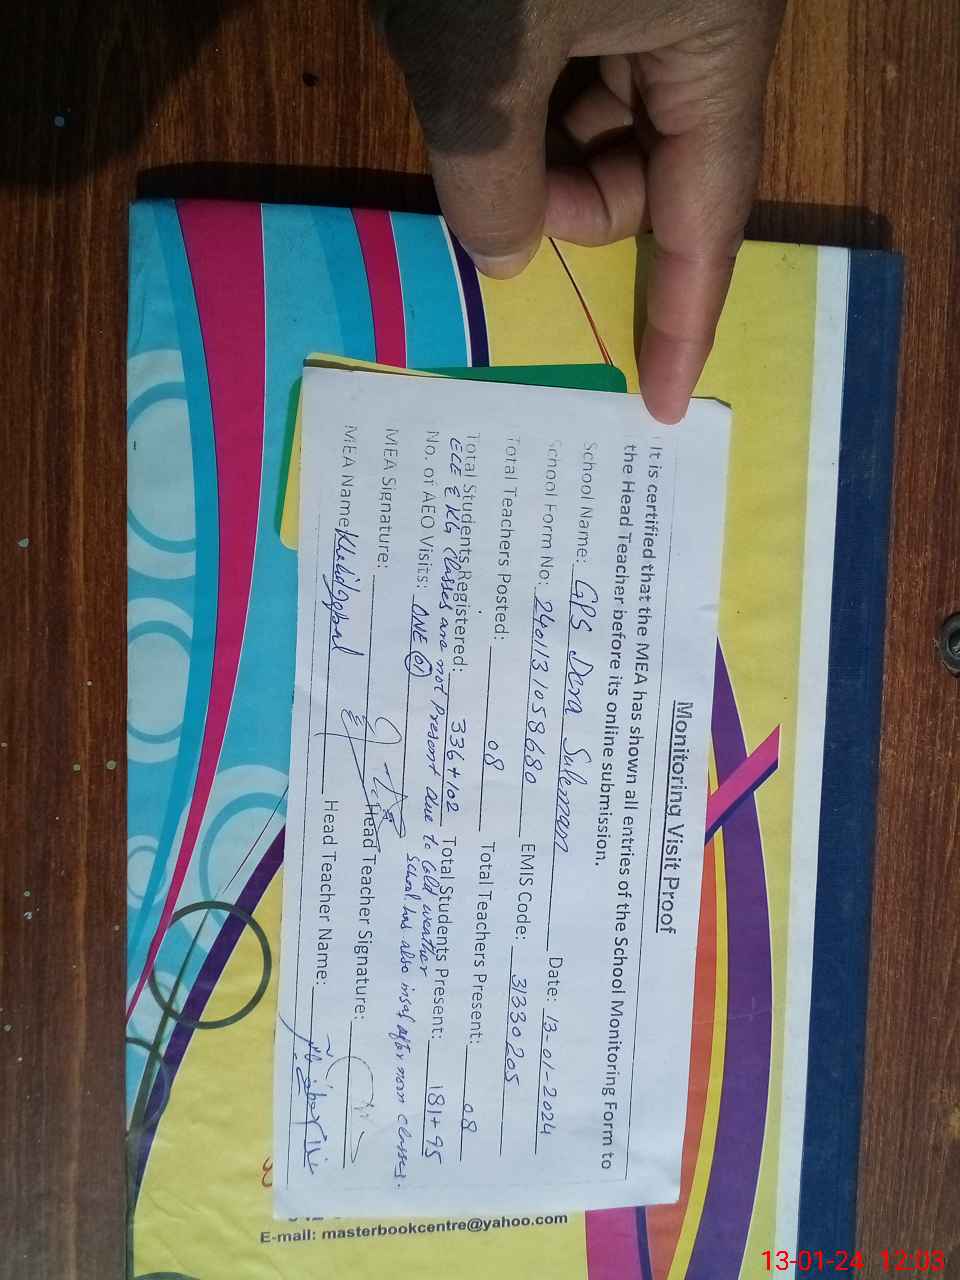 Monitoring Visit Proof
It is certified that the MEA has shown all entries of the School Monitoring Form to
the Head Teacher before its online submission.
School Name: GPS Dera Suleman Date: 13-01-2024
School Form No: 2401131058680 EMIS Code: 31330205
Total Teachers Posted: 08 Total Teachers Present: 08
Total Students Registered: 336+102 Total Students Present: 181+95
ECE & KG Classes are not present due to Cold weather
No. of AEO Visits: ONE 01 School has also insaf afternoon classes.
MEA Signature: Head Teacher Signature:
MEA Name: Khalid Iqbal Head Teacher Name:
E-mail: masterbookcentre@yahoo.com
13-01-24 12:03